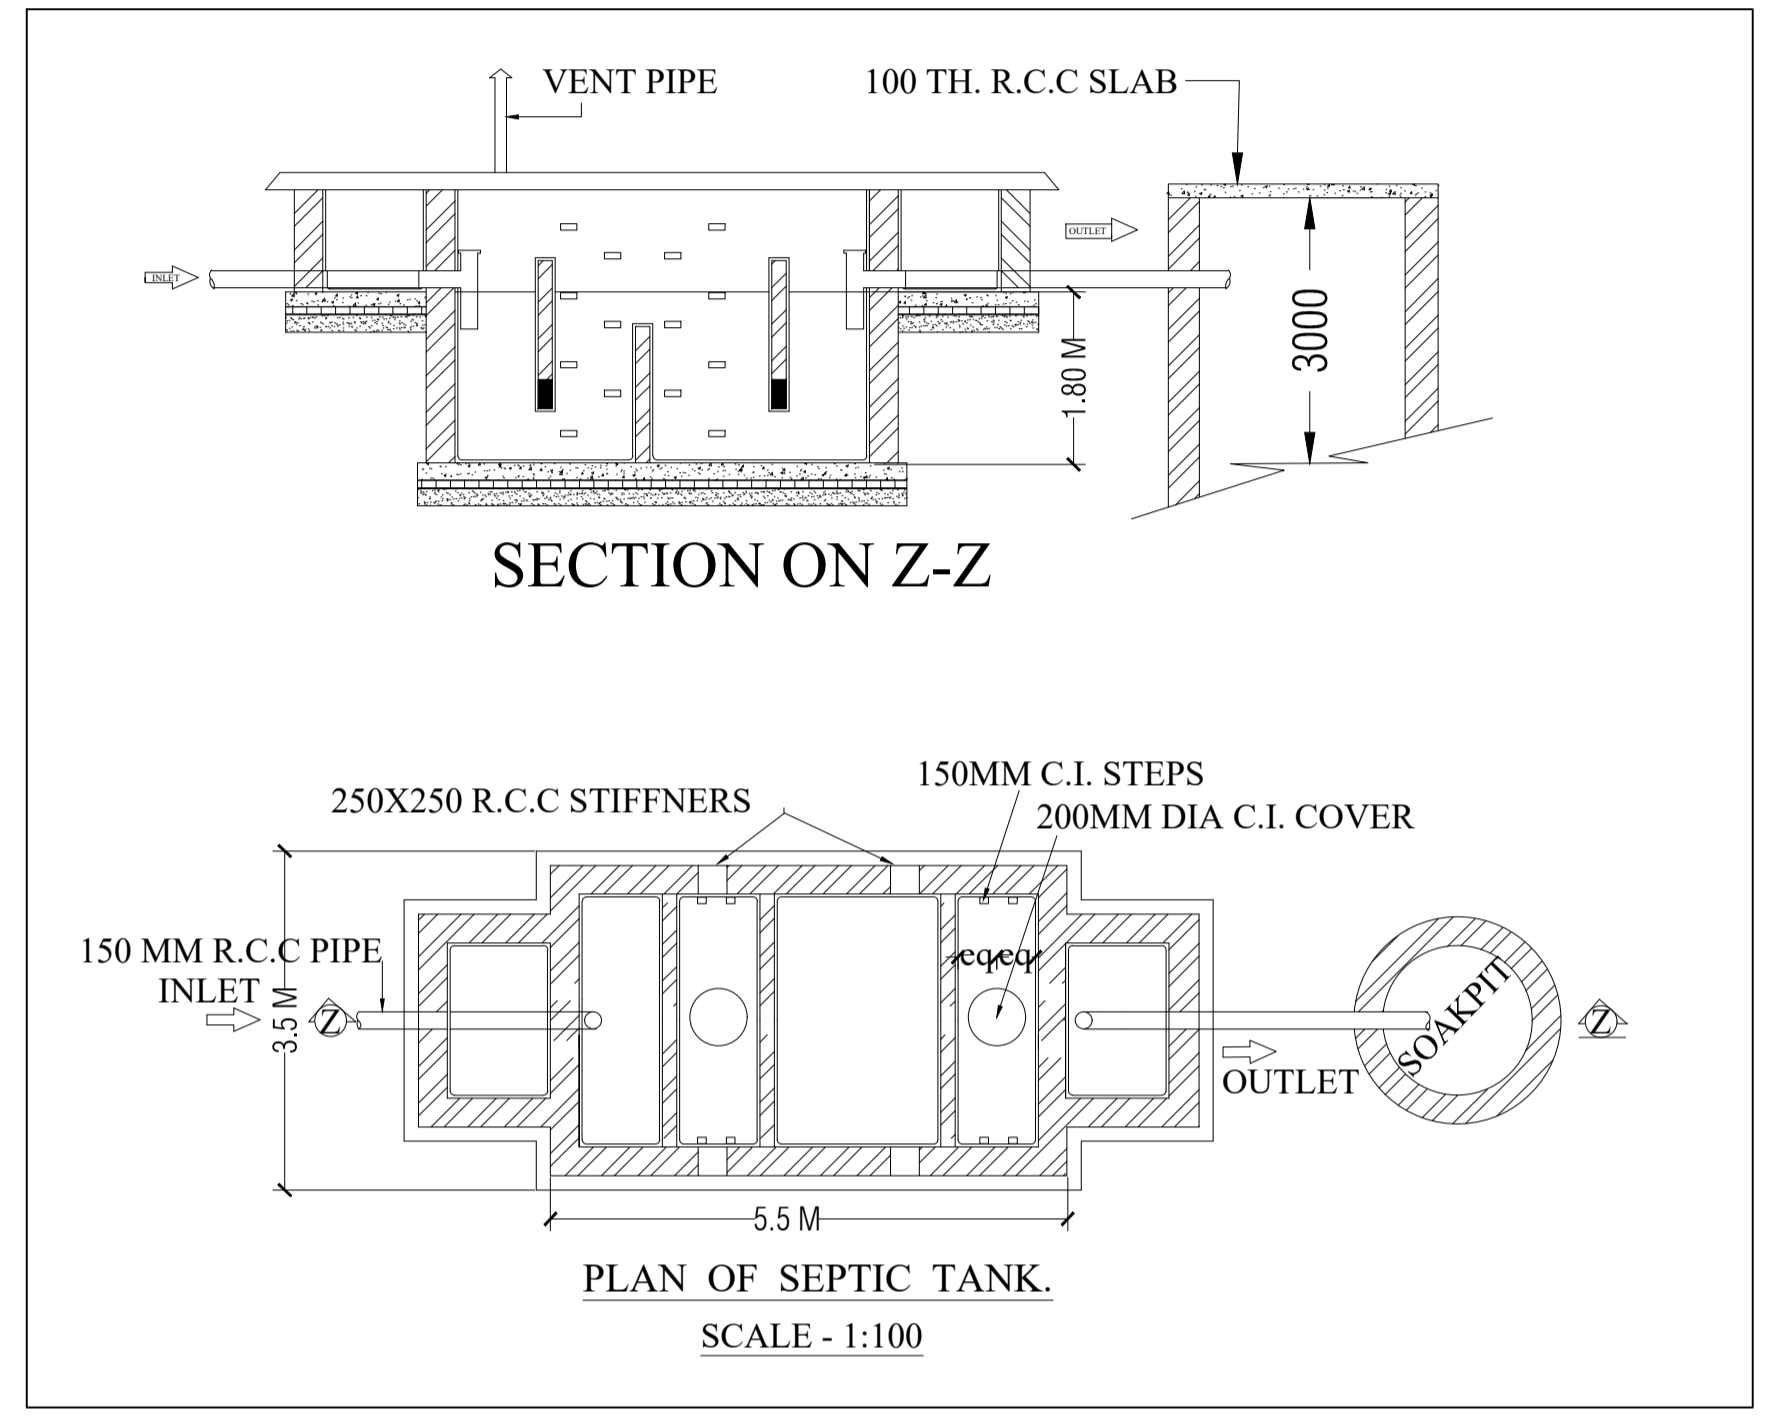 VENT PIPE
100 TH. R.C.C SLAB
OUTLET
INLET
3000
1.80 M
SECTION ON Z-Z
150MM C.I. STEPS
250X250 R.C.C STIFFNERS
200MM DIA C.I. COVER
150 MM R.C.C PIPE
INLET
eq eq
3.5 M
Z
SOAKPIT
Z
OUTLET
5.5 M
PLAN OF SEPTIC TANK.
SCALE - 1:100